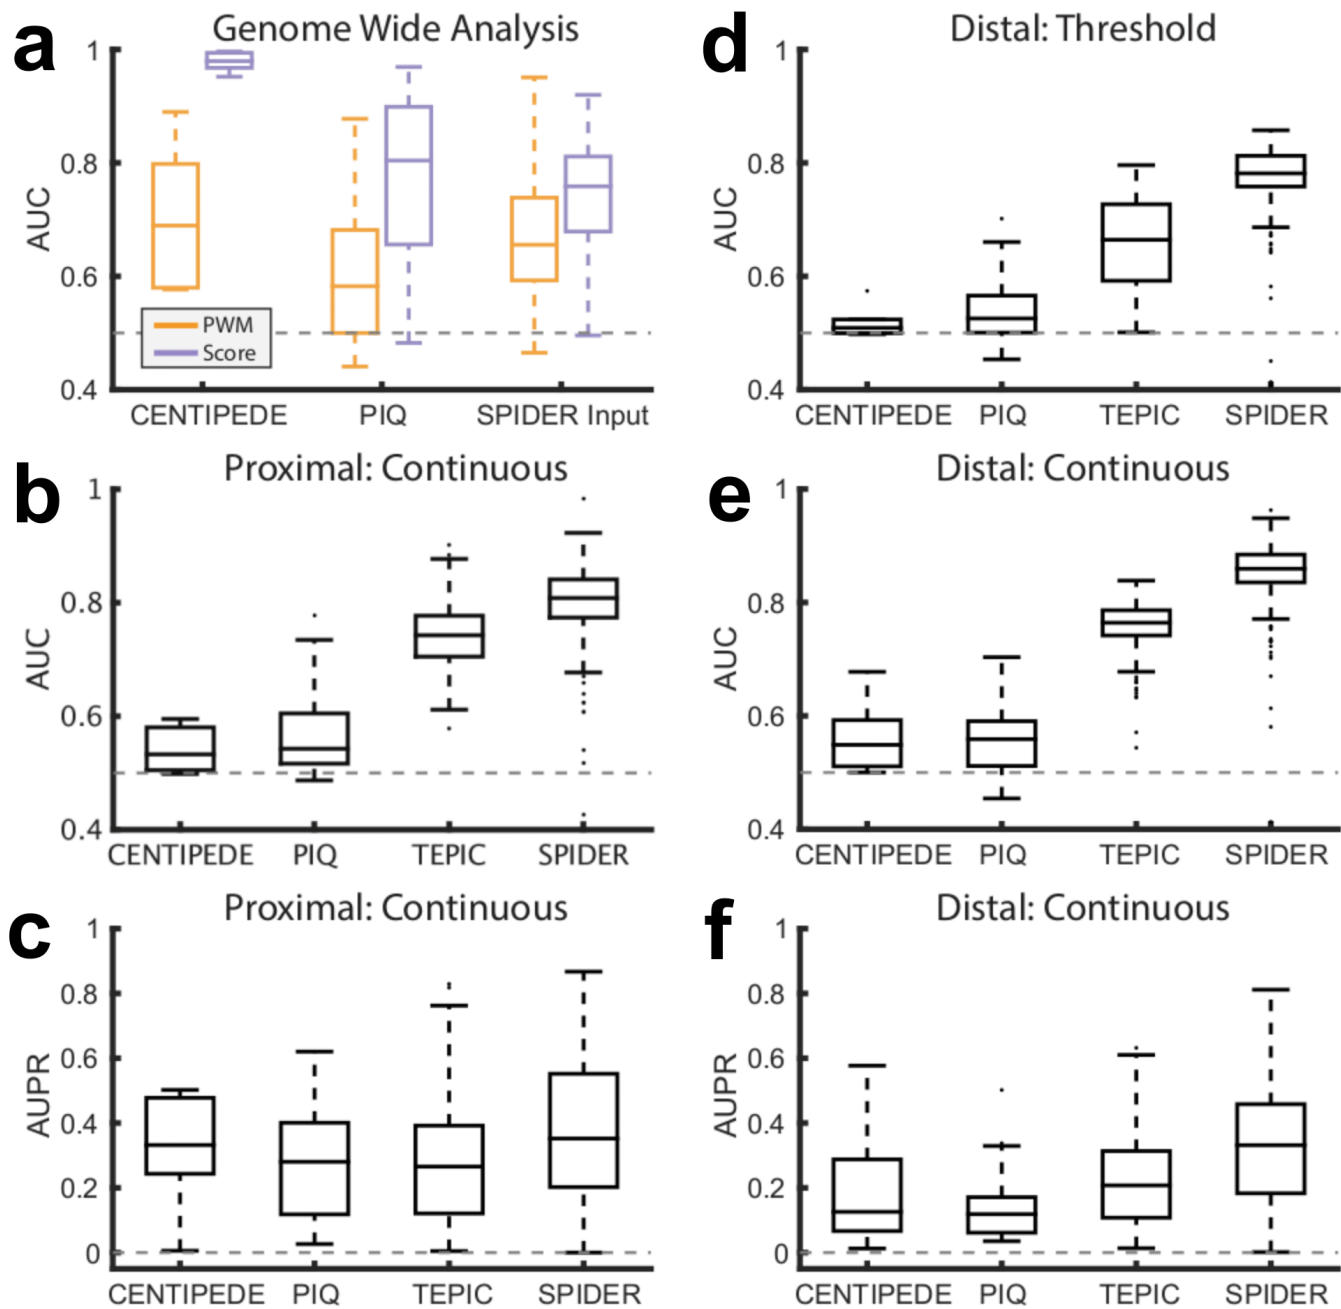 a
Genome Wide Analysis
1
0.8
0.6
0.4
AUC
PWM
Score
CENTIPEDE PIQ SPIDER Input
d
Distal: Threshold
1
0.8
0.6
0.4
AUC
CENTIPEDE PIQ TEPIC SPIDER
b
Proximal: Continuous
1
0.8
0.6
0.4
AUC
CENTIPEDE PIQ TEPIC SPIDER
e
Distal: Continuous
1
0.8
0.6
0.4
AUC
CENTIPEDE PIQ TEPIC SPIDER
c
Proximal: Continuous
1
0.8
0.6
0.4
0.2
0
AUPR
CENTIPEDE PIQ TEPIC SPIDER
f
Distal: Continuous
1
0.8
0.6
0.4
0.2
0
AUPR
CENTIPEDE PIQ TEPIC SPIDER